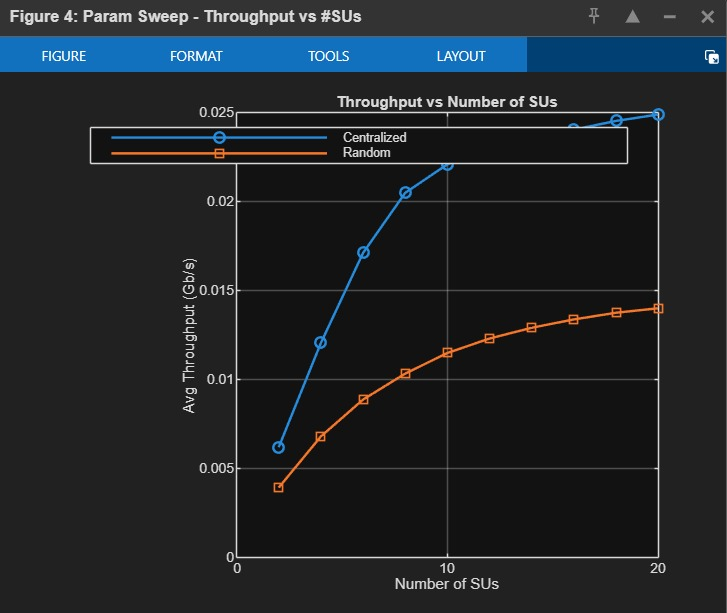 Figure 4: Param Sweep - Throughput vs #SUs
FIGURE FORMAT TOOLS LAYOUT
Throughput vs Number of SUs
Centralized
Random
0.025
0.02
0.015
0.01
0.005
0
Avg Throughput (Gb/s)
0 10 20
Number of SUs